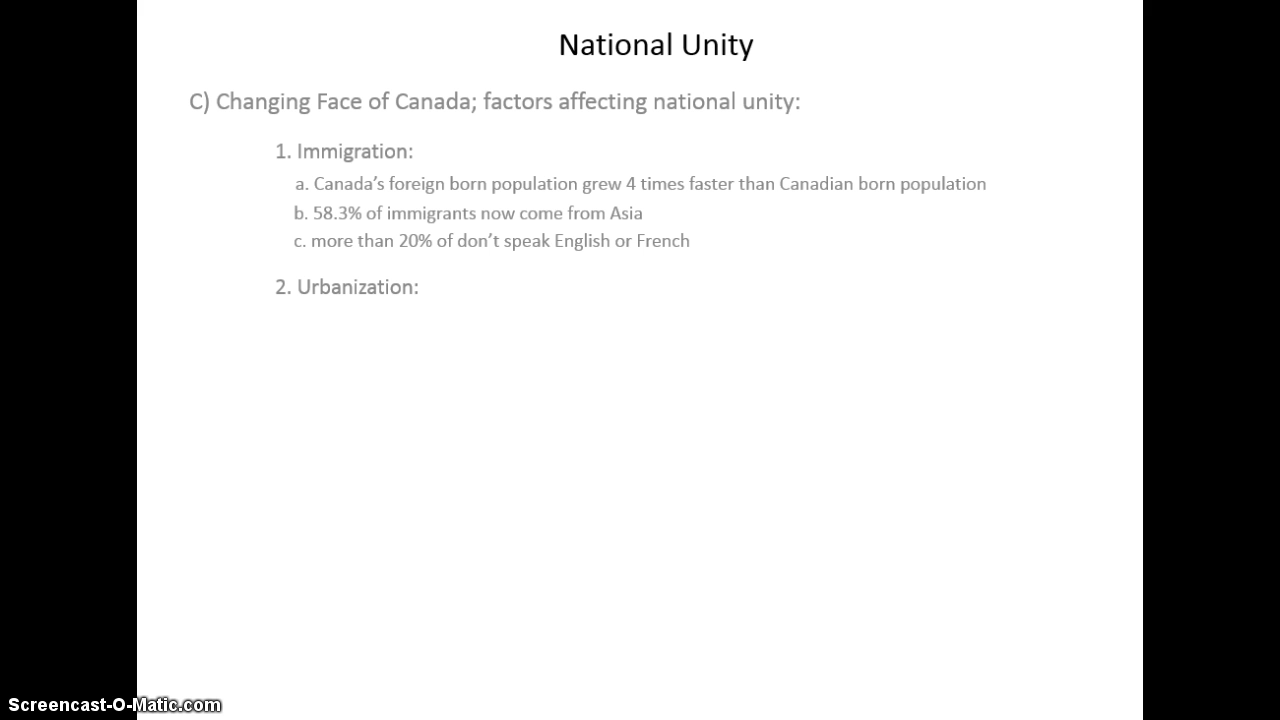 National Unity
C) Changing Face of Canada; factors affecting national unity:
1. Immigration:
a. Canada’s foreign born population grew 4 times faster than Canadian born population
b. 58.3% of immigrants now come from Asia
c. more than 20% of don’t speak English or French
2. Urbanization:
Screencast-O-Matic.com